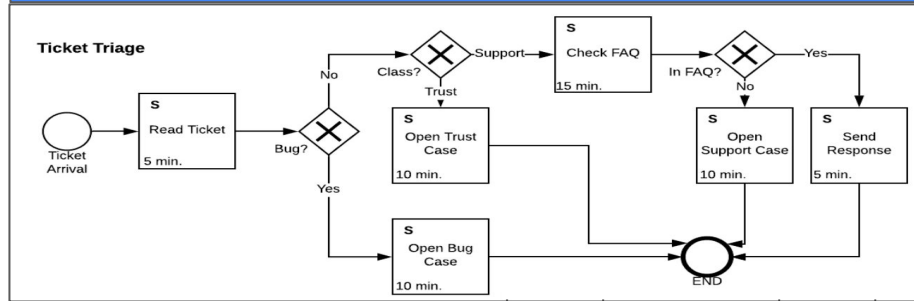 Ticket Triage
Ticket
Arrival
S
Read Ticket
5 min.
Bug?
No
Yes
Class?
Support
Trust
S
Check FAQ
15 min.
In FAQ?
Yes
No
S
Open Trust
Case
10 min.
S
Open
Support Case
10 min.
S
Send
Response
5 min.
S
Open Bug
Case
10 min.
END